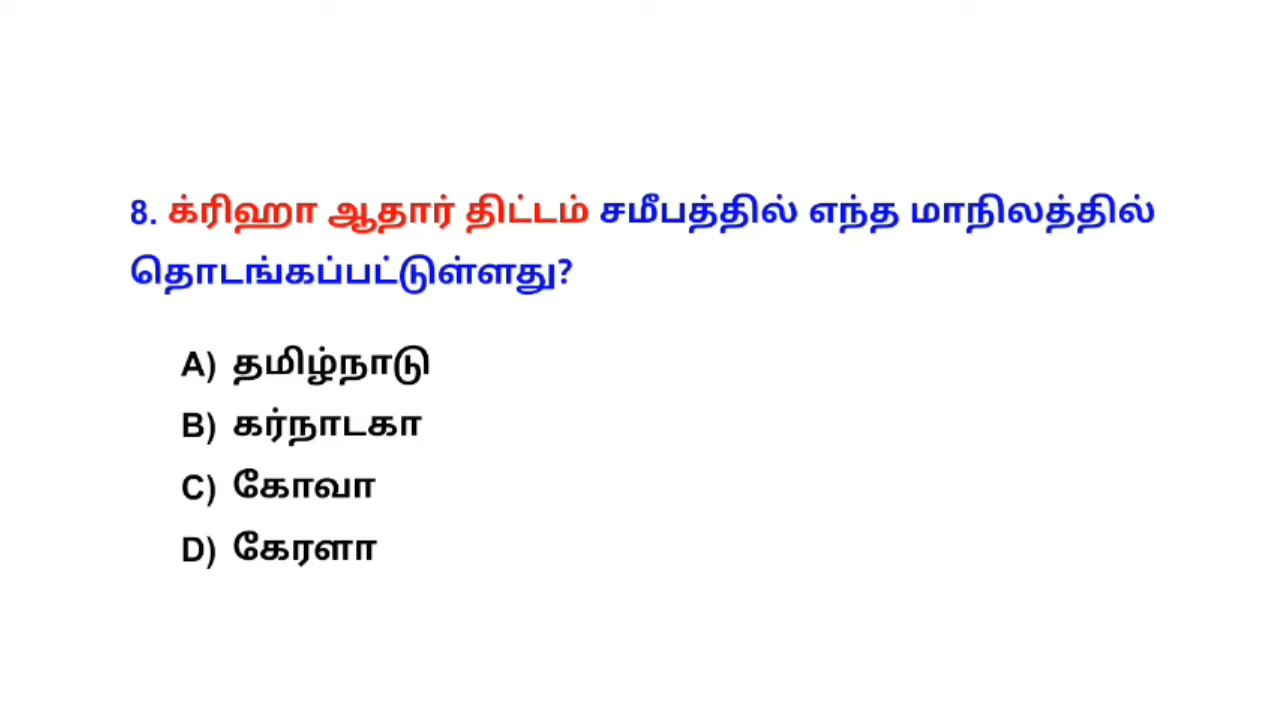 8. க்ரிஹா ஆதார் திட்டம் சமீபத்தில் எந்த மாநிலத்தில்
தொடங்கப்பட்டுள்ளது?
A) தமிழ்நாடு
B) கர்நாடகா
C) கோவா
D) கேரளா